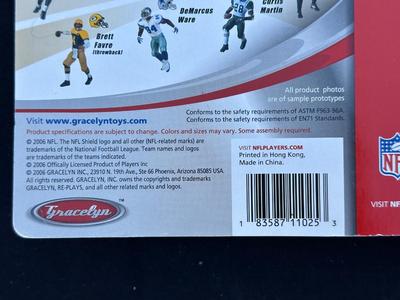 Curtis
Martin
DeMarcus
Ware
Brett
Favre
(throwback)
All product photos
are of sample prototypes
Conforms to the safety requirements of ASTM F963-96A.
Conforms to the safety requirements of EN71 Standards.
Visit www.gracelyntoys.com
Product specifications are subject to change. Colors and sizes may vary. Some assembly required.
© 2006 NFL. The NFL Shield logo and all other (NFL-related marks) are
trademarks of the National Football League. Team names and logos
are trademarks of the teams indicated.
© 2006 Officially Licensed Product of Players Inc
© 2006 GRACELYN INC., 23910 N. 19th Ave., Ste 66 Phoenix, Arizona 85085 USA.
All rights reserved. GRACELYN, INC. owns the copyrights and trademarks
GRACELYN, RE-PLAYS, and all other related marks and logos.
Gracelyn ™
VISIT NFLPLAYERS.COM
Printed in Hong Kong,
Made in China.
1 83587 11025 3
NFL
VISIT NF